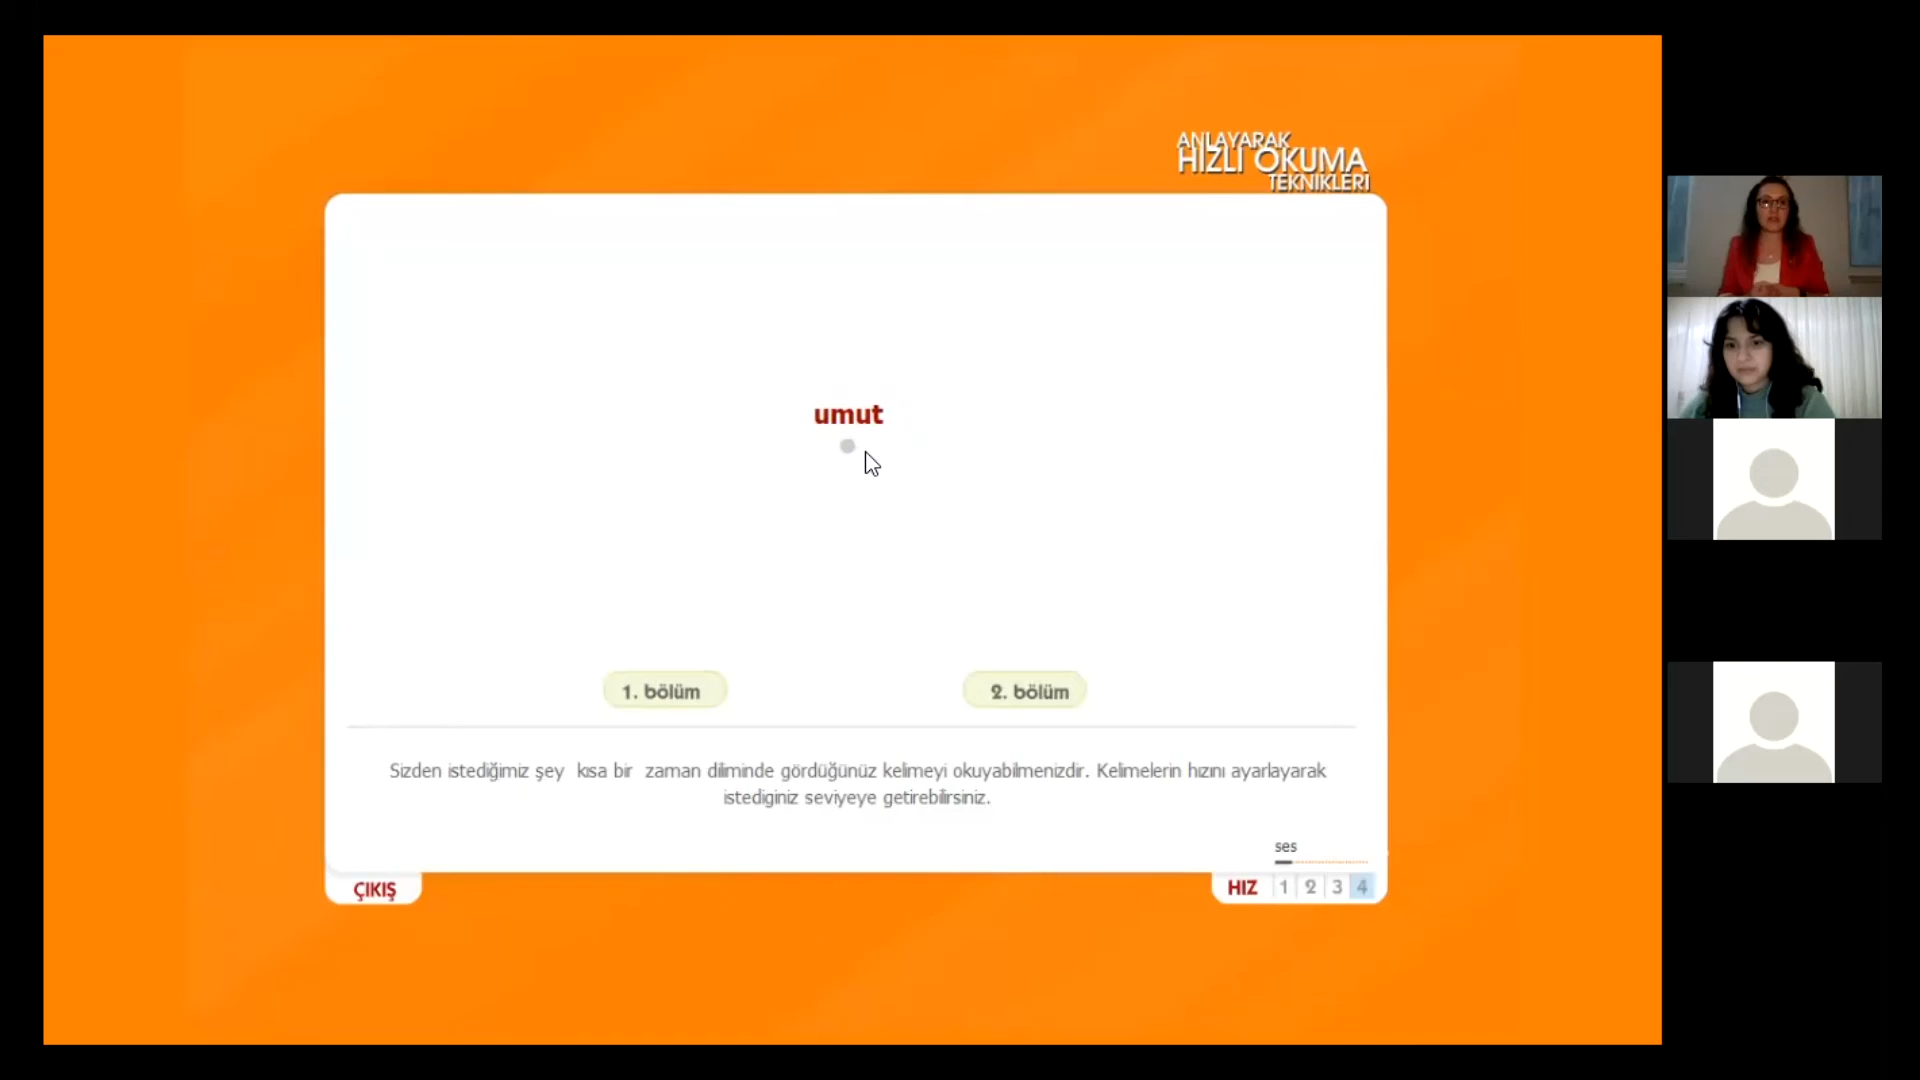 ANLAYARAK
HIZLI OKUMA
TEKNİKLERİ
umut
1. bölüm
2. bölüm
Sizden istediğimiz şey kısa bir zaman diliminde gördüğünüz kelimeyi okuyabilmenizdir. Kelimelerin hızını ayarlayarak
istediginiz seviyeye getirebilirsiniz.
ses
ÇIKIŞ
HIZ 1 2 3 4